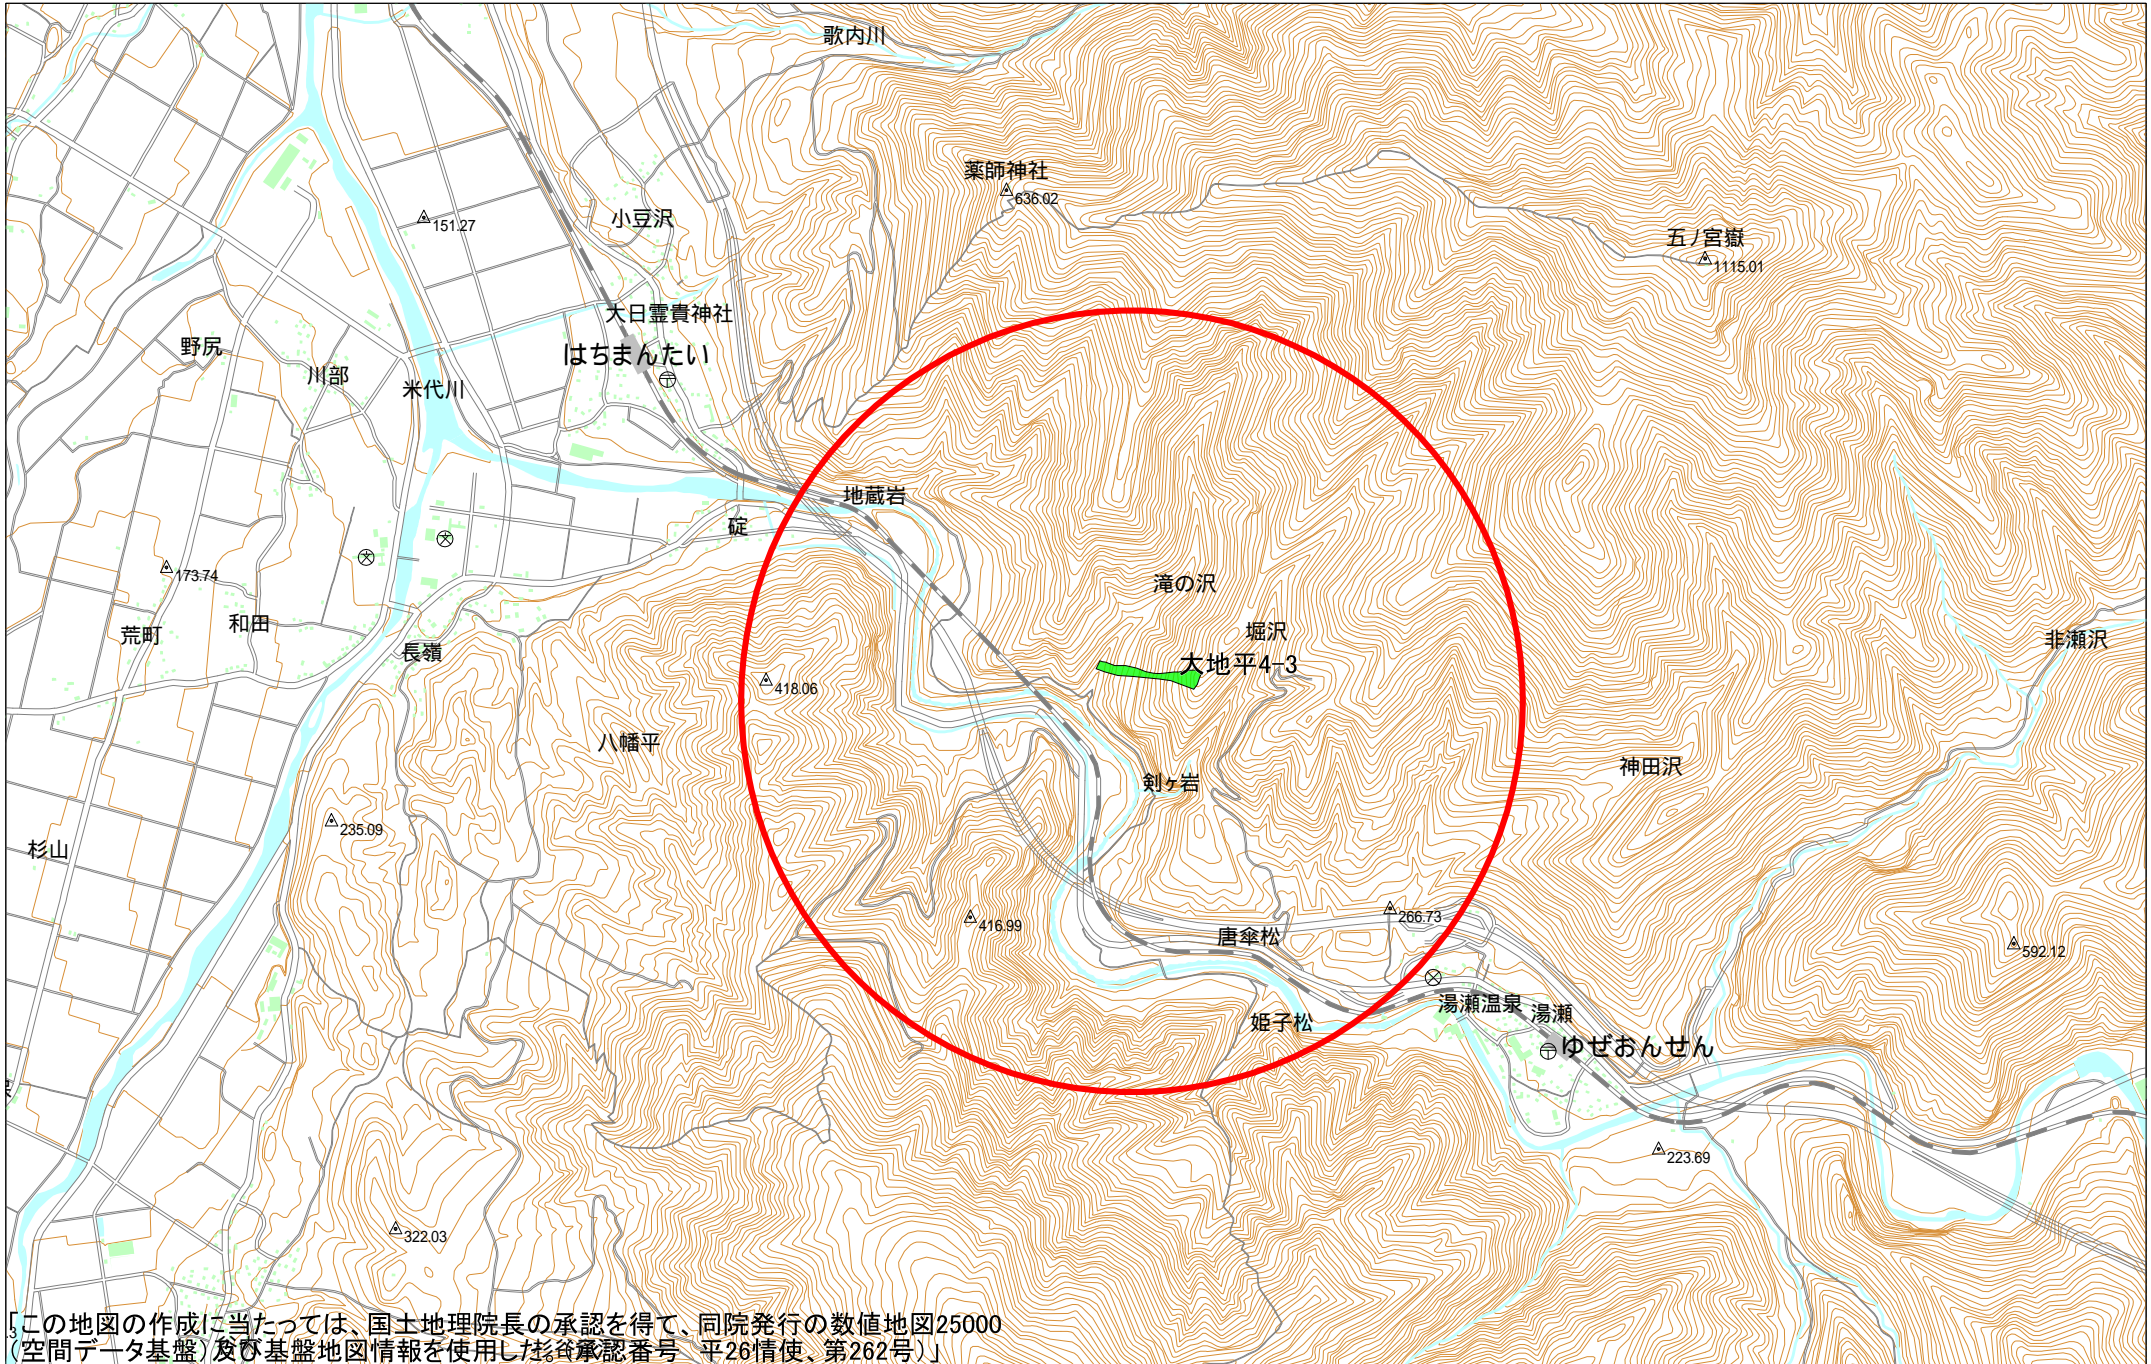 歌内川
薬師神社
636.02
151.27
小豆沢
五ノ宮嶽
1115.01
大日霊貴神社
はちまんたい
野尻
川部
米代川
地蔵岩
碇
173.74
滝の沢
荒町
和田
長嶺
堀沢
非瀬沢
大地平4-3
418.06
八幡平
神田沢
剣ヶ岩
235.09
杉山
416.99
266.73
唐傘松
592.12
湯瀬温泉
湯瀬
姫子松
ゆぜおんせん
223.69
322.03
「この地図の作成に当たっては、国土地理院長の承認を得て、同院発行の数値地図25000
(空間データ基盤)及び基盤地図情報を使用した。(承認番号 平26情使、第262号)」